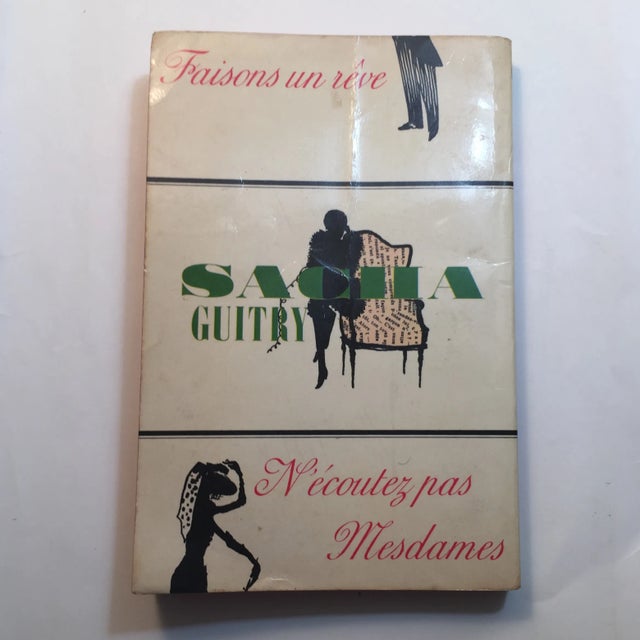 Faisons un rêve
SACHA
GUITRY
N'écoutez pas
Mesdames